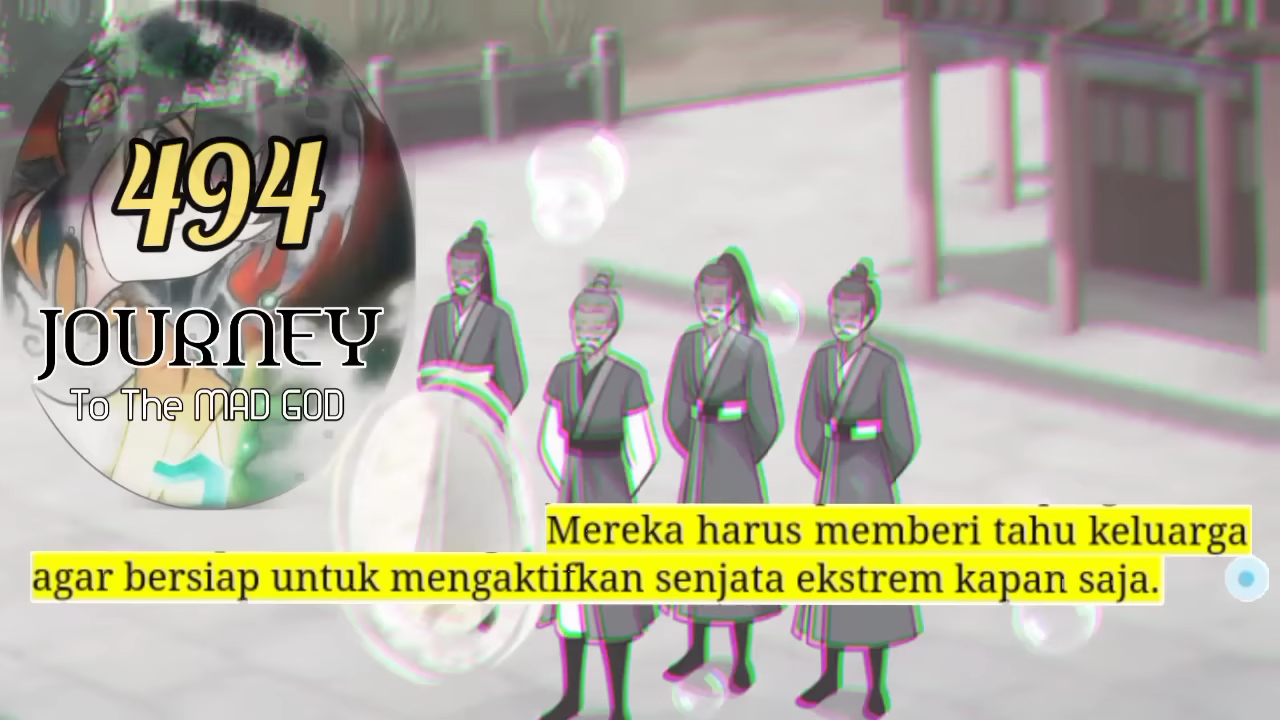 494
JOURNEY
To The MAD GOD
Mereka harus memberi tahu keluarga
agar bersiap untuk mengaktifkan senjata ekstrem kapan saja.